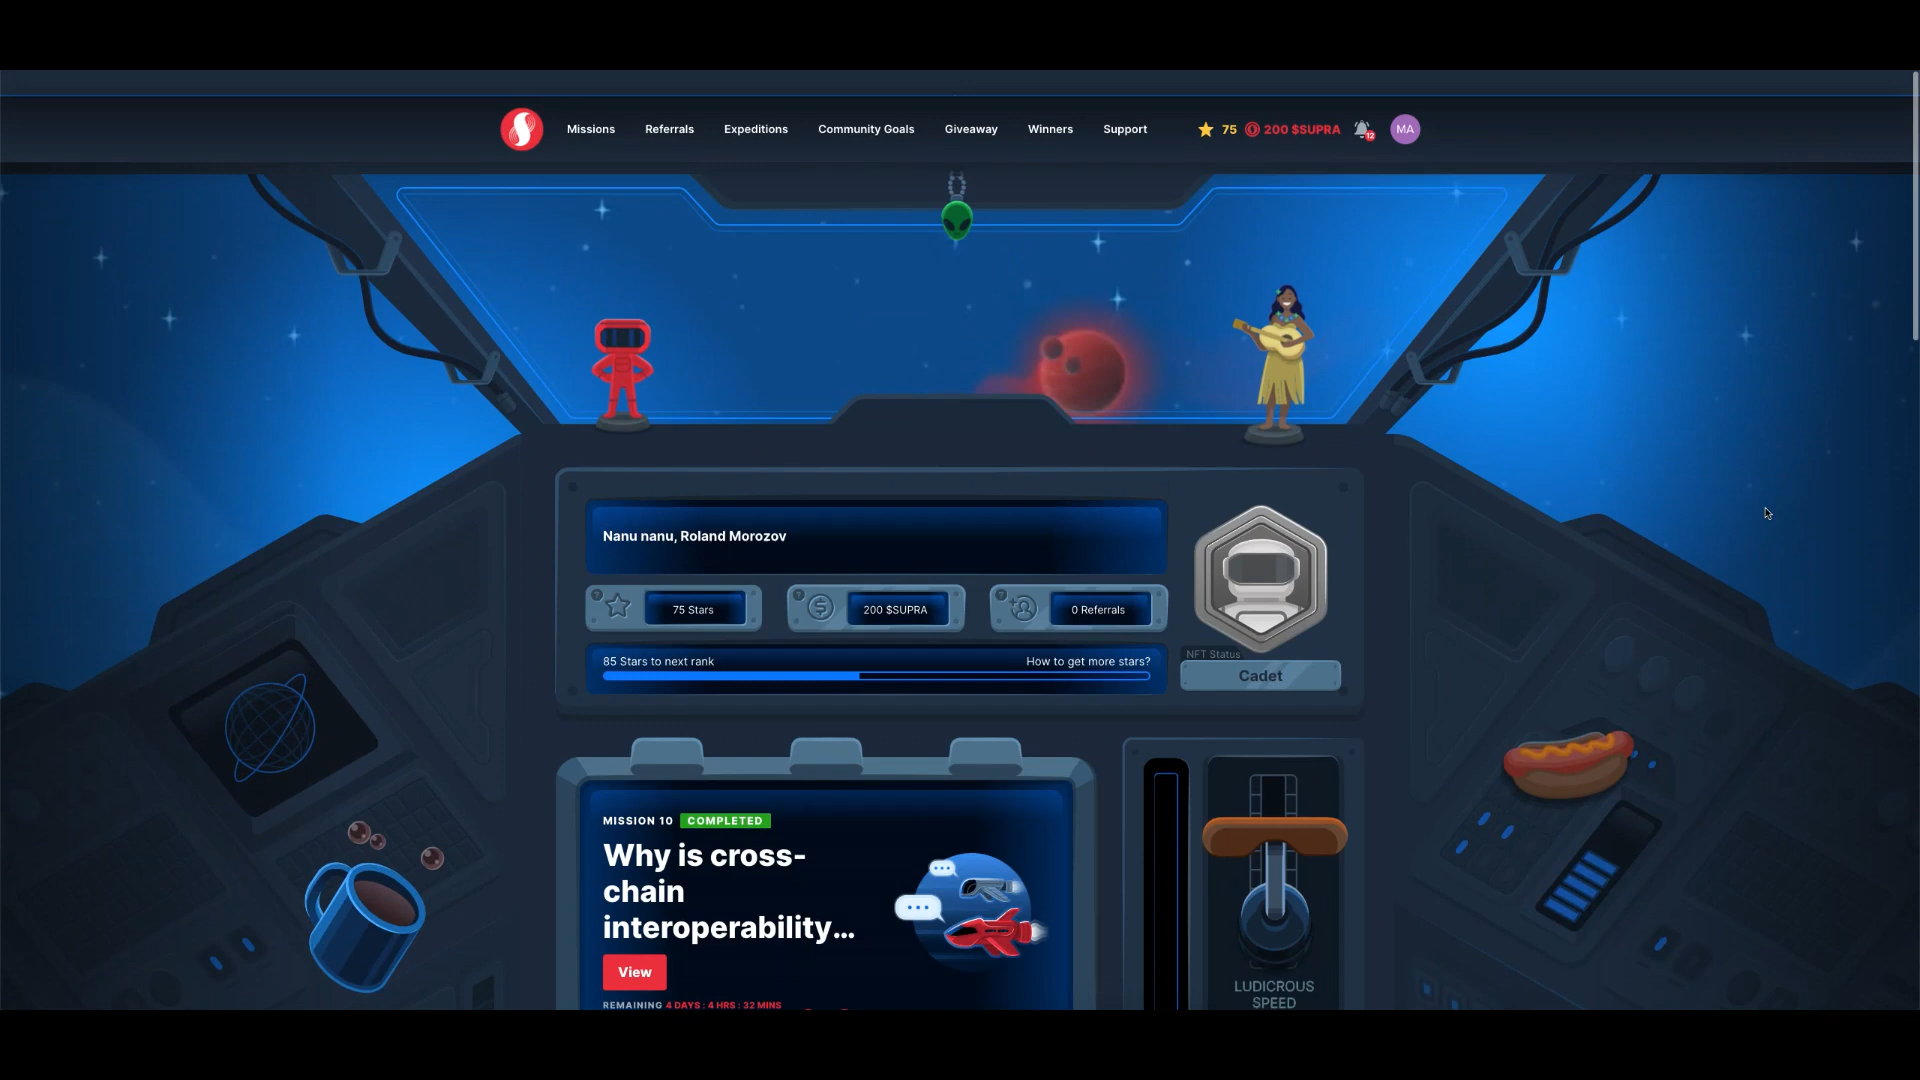 Missions Referrals Expeditions Community Goals Giveaway Winners Support 75 200 $SUPRA 12 MA
Nanu nanu, Roland Morozov
75 Stars 200 $SUPRA 0 Referrals
85 Stars to next rank How to get more stars?
NFT Status
Cadet
MISSION 10 COMPLETED
Why is cross-
chain
interoperability...
View
REMAINING 4 DAYS : 4 HRS : 32 MINS
LUDICROUS
SPEED